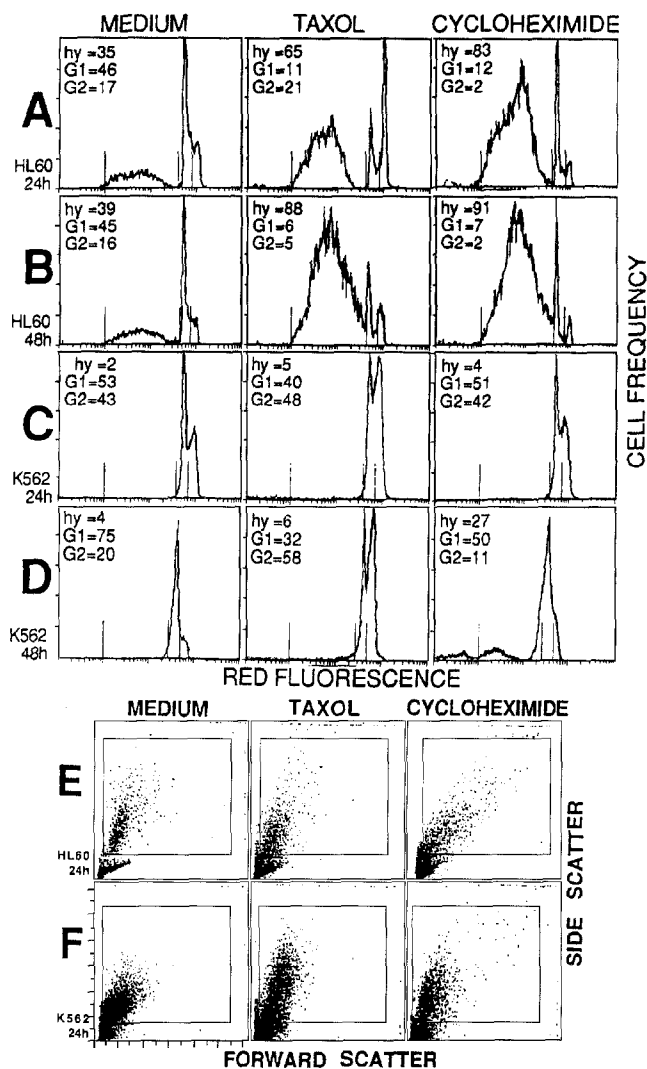 MEDIUM TAXOL CYCLOHEXIMIDE
A
HL60
24h
hy =35
G1=46
G2=17
hy =65
G1=11
G2=21
hy =83
G1=12
G2=2
B
HL60
48h
hy =39
G1=45
G2=16
hy =88
G1=6
G2=5
hy =91
G1=7
G2=2
C
K562
24h
hy =2
G1=53
G2=43
hy =5
G1=40
G2=48
hy =4
G1=51
G2=42
D
K562
48h
hy =4
G1=75
G2=20
hy =6
G1=32
G2=58
hy =27
G1=50
G2=11
CELL FREQUENCY
RED FLUORESCENCE
MEDIUM TAXOL CYCLOHEXIMIDE
E
HL60
24h
F
K562
24h
SIDE SCATTER
FORWARD SCATTER